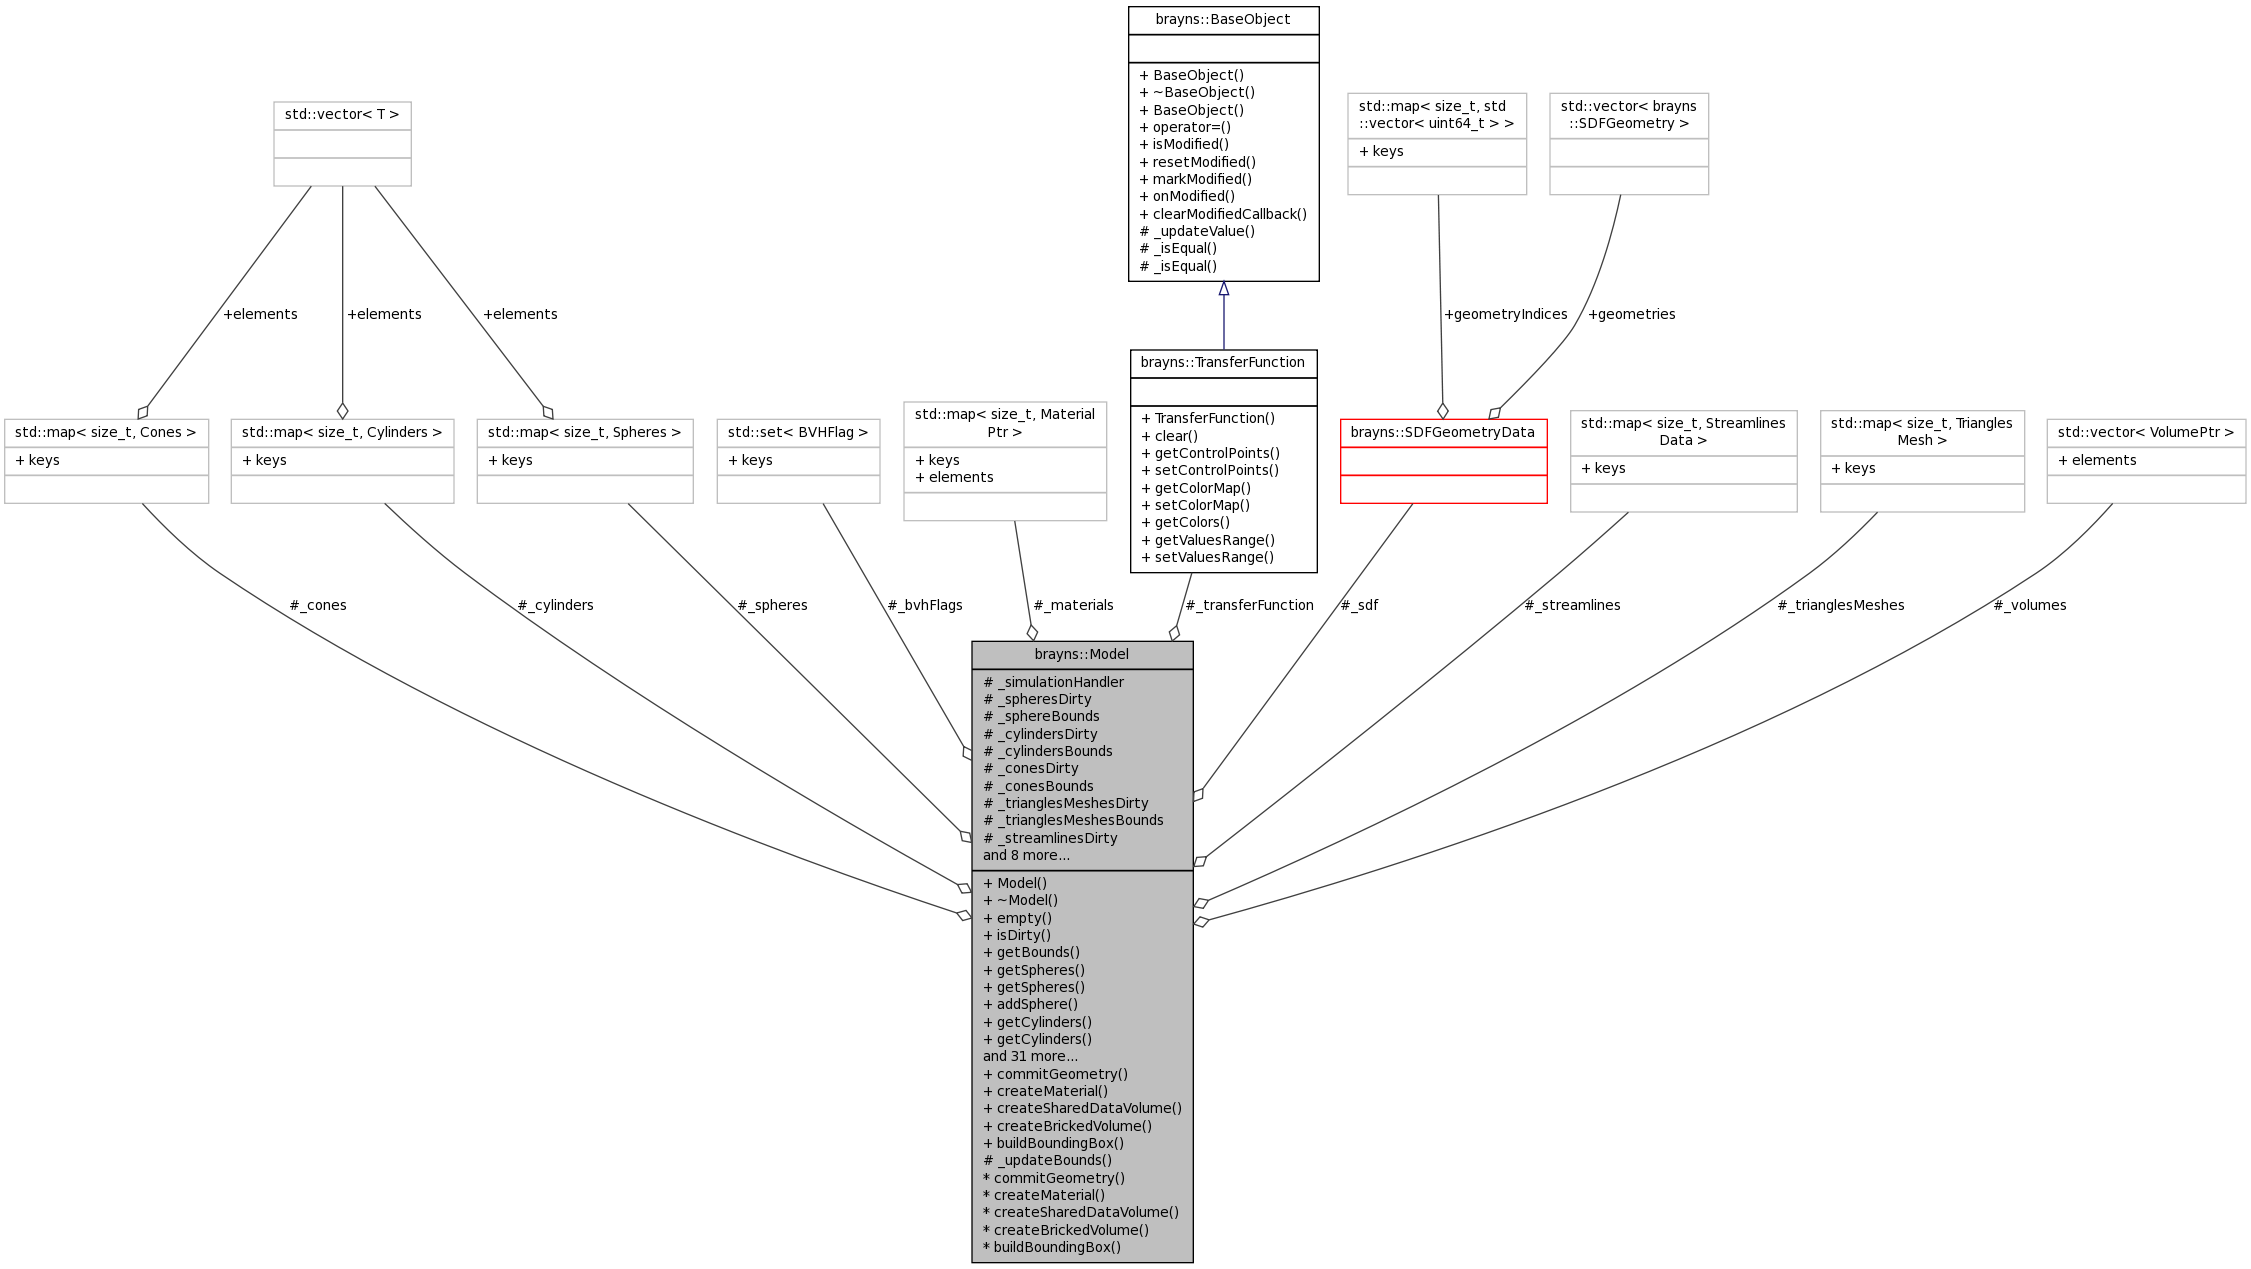 brayns::BaseObject
+ BaseObject()
+ ~BaseObject()
+ BaseObject()
+ operator=()
+ isModified()
+ resetModified()
+ markModified()
+ onModified()
+ clearModifiedCallback()
# _updateValue()
# _isEqual()
# _isEqual()
std::vector< T >
std::map< size_t, std
::vector< uint64_t > >
+ keys
std::vector< brayns
::SDFGeometry >
+elements
+elements
+elements
+geometryIndices
+geometries
std::map< size_t, Cones >
+ keys
std::map< size_t, Cylinders >
+ keys
std::map< size_t, Spheres >
+ keys
std::set< BVHFlag >
+ keys
std::map< size_t, Material
Ptr >
+ keys
+ elements
brayns::TransferFunction
+ TransferFunction()
+ clear()
+ getControlPoints()
+ setControlPoints()
+ getColorMap()
+ setColorMap()
+ getColors()
+ getValuesRange()
+ setValuesRange()
brayns::SDFGeometryData
std::map< size_t, Streamlines
Data >
+ keys
std::map< size_t, Triangles
Mesh >
+ keys
std::vector< VolumePtr >
+ elements
#_cones
#_cylinders
#_spheres
#_bvhFlags
#_materials
#_transferFunction
#_sdf
#_streamlines
#_trianglesMeshes
#_volumes
brayns::Model
# _simulationHandler
# _spheresDirty
# _sphereBounds
# _cylindersDirty
# _cylindersBounds
# _conesDirty
# _conesBounds
# _trianglesMeshesDirty
# _trianglesMeshesBounds
# _streamlinesDirty
and 8 more...
+ Model()
+ ~Model()
+ empty()
+ isDirty()
+ getBounds()
+ getSpheres()
+ getSpheres()
+ addSphere()
+ getCylinders()
+ getCylinders()
and 31 more...
+ commitGeometry()
+ createMaterial()
+ createSharedDataVolume()
+ createBrickedVolume()
+ buildBoundingBox()
# _updateBounds()
* commitGeometry()
* createMaterial()
* createSharedDataVolume()
* createBrickedVolume()
* buildBoundingBox()